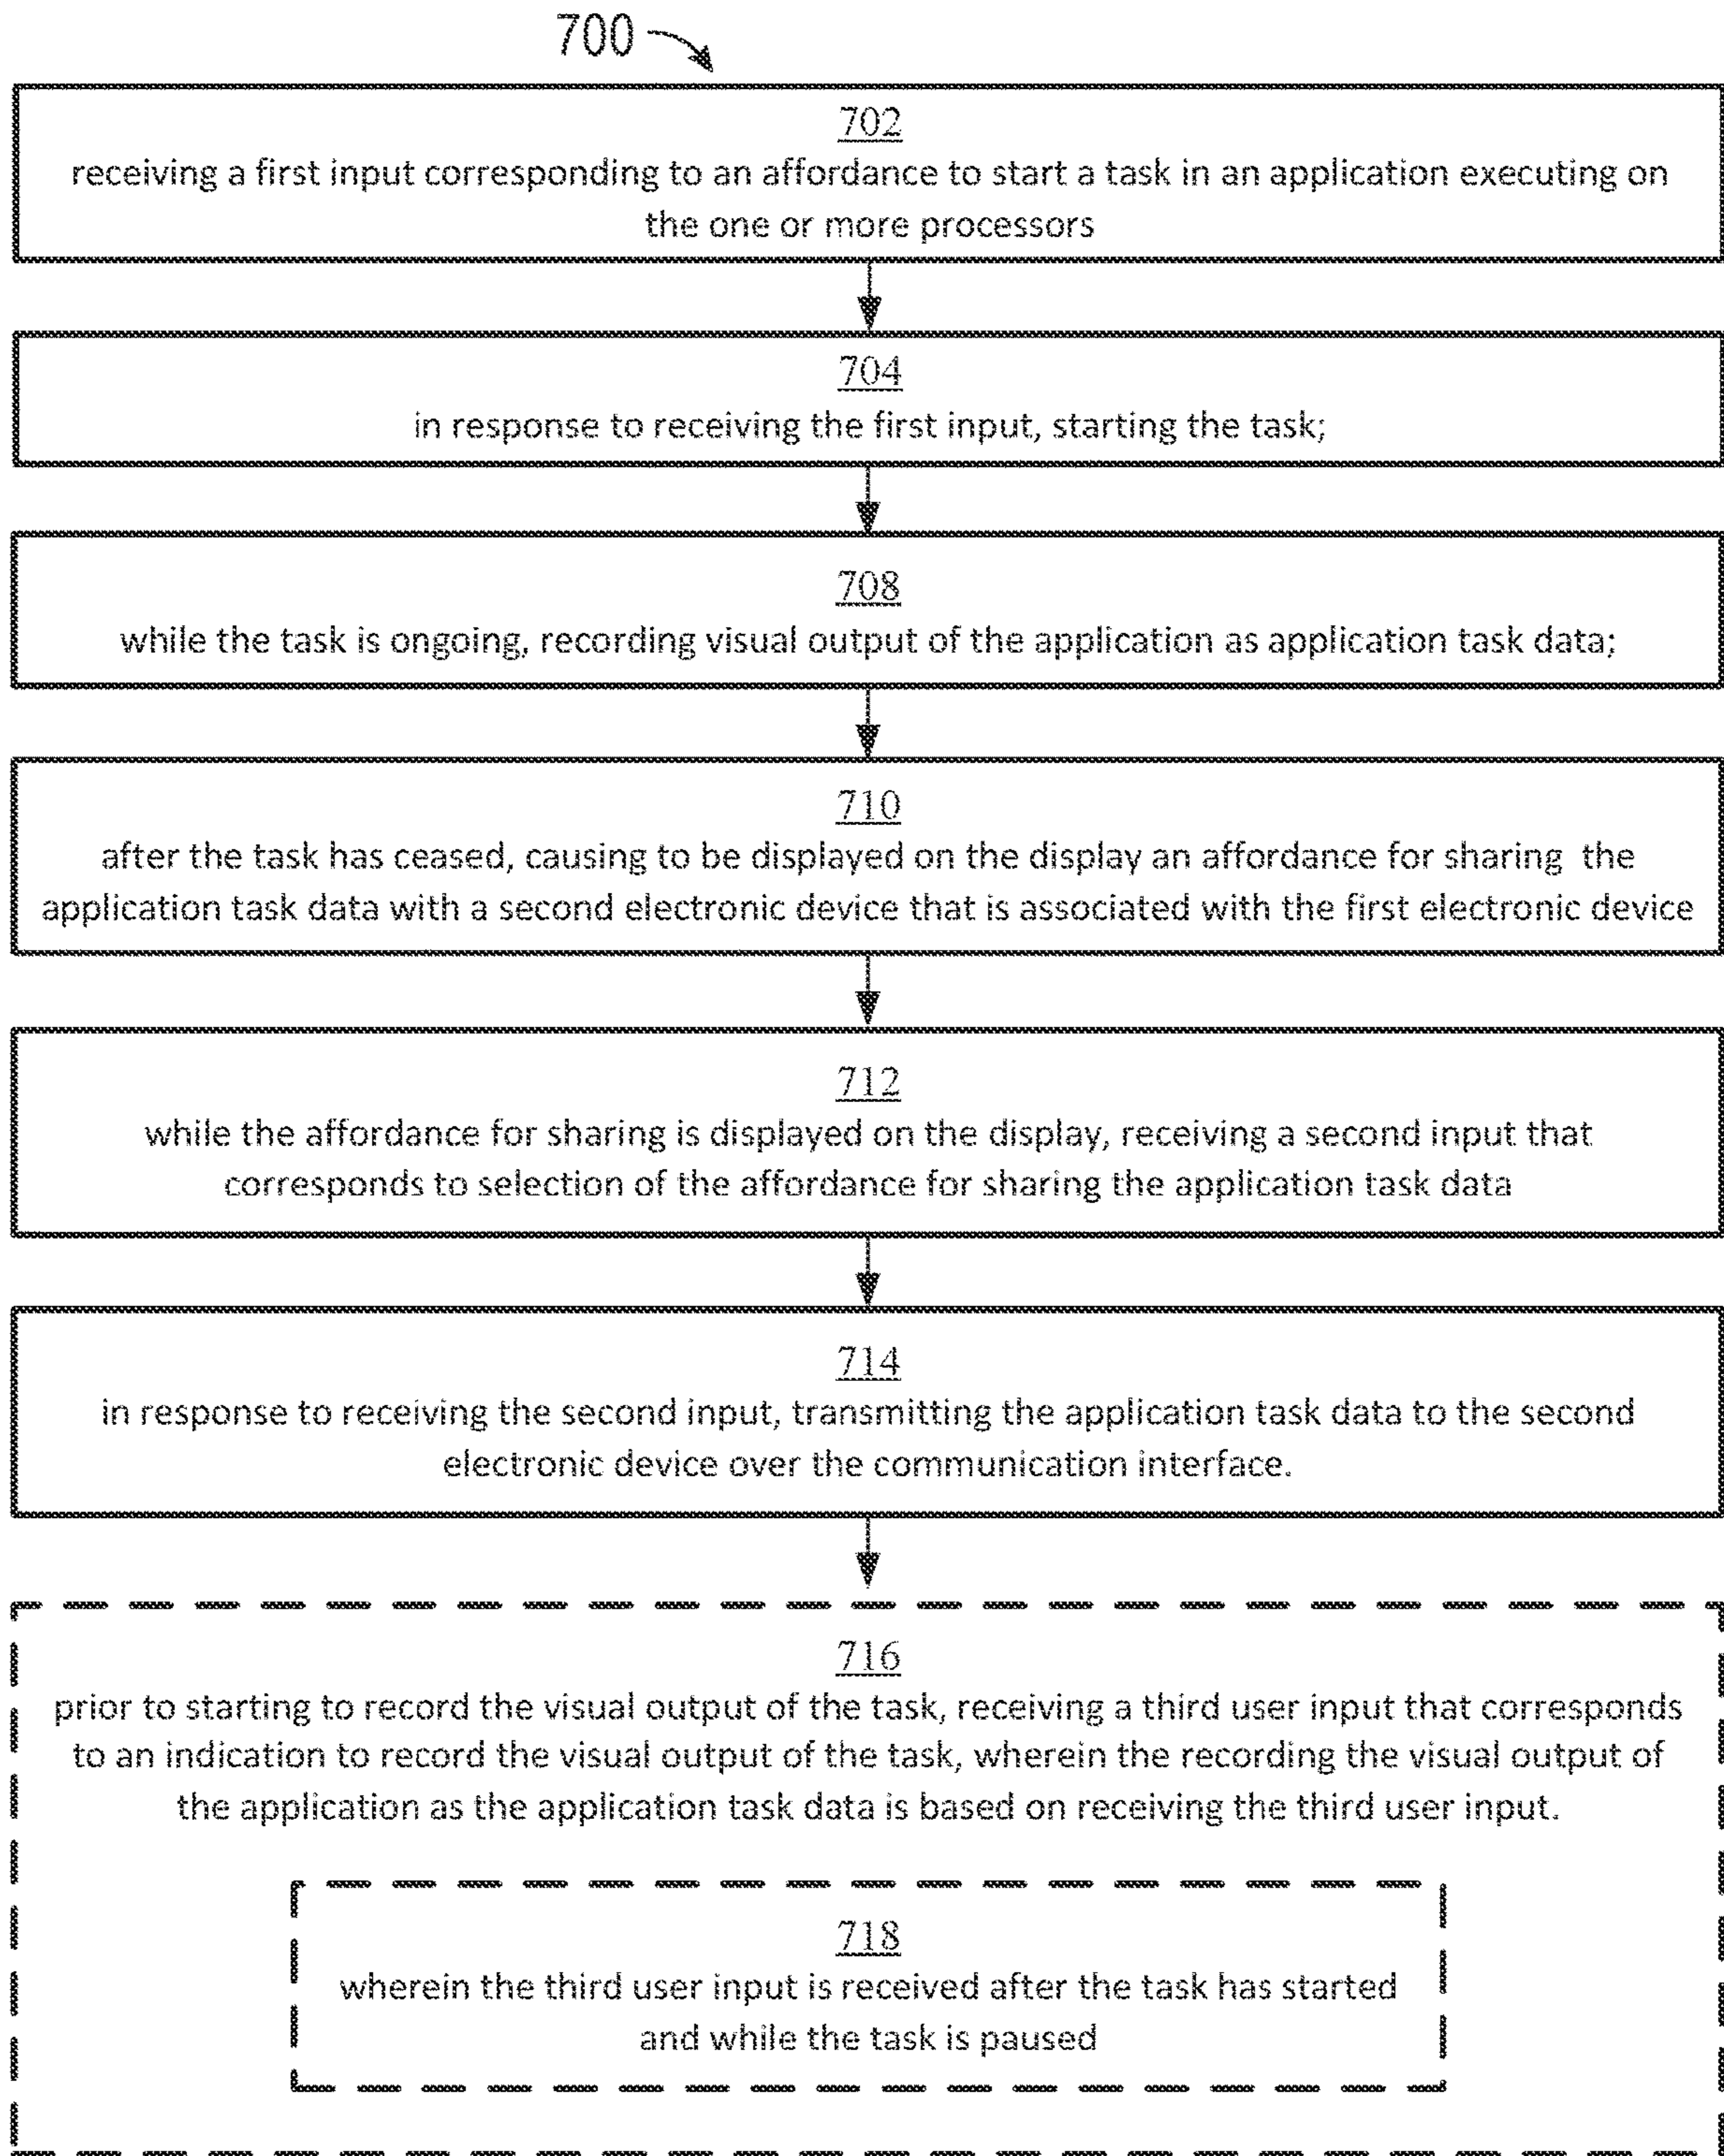 700
702
receiving a first input corresponding to an affordance to start a task in an application executing on
the one or more processors
704
in response to receiving the first input, starting the task;
708
while the task is ongoing, recording visual output of the application as application task data;
710
after the task has ceased, causing to be displayed on the display an affordance for sharing the
application task data with a second electronic device that is associated with the first electronic device
712
while the affordance for sharing is displayed on the display, receiving a second input that
corresponds to selection of the affordance for sharing the application task data
714
in response to receiving the second input, transmitting the application task data to the second
electronic device over the communication interface.
716
prior to starting to record the visual output of the task, receiving a third user input that corresponds
to an indication to record the visual output of the task, wherein the recording the visual output of
the application as the application task data is based on receiving the third user input.
718
wherein the third user input is received after the task has started
and while the task is paused